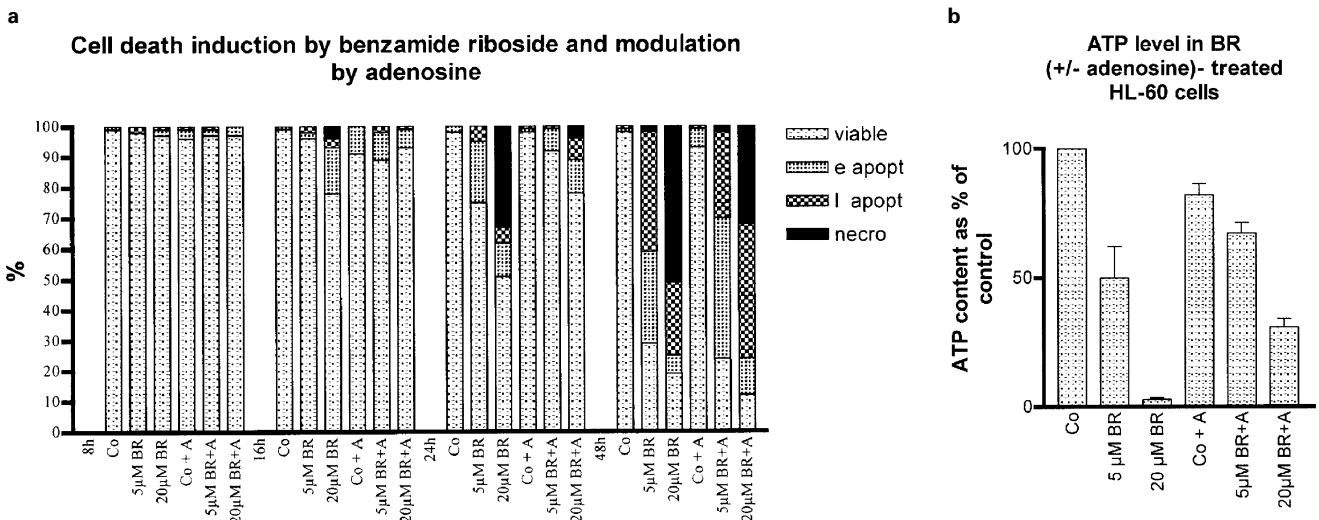 a
Cell death induction by benzamide riboside and modulation
by adenosine
%
100
90
80
70
60
50
40
30
20
10
0
8h
Co
5µM BR
20µM BR
Co + A
5µM BR+A
20µM BR+A
16h
Co
5µM BR
20µM BR
Co + A
5µM BR+A
20µM BR+A
24h
Co
5µM BR
20µM BR
Co + A
5µM BR+A
20µM BR+A
48h
Co
5µM BR
20µM BR
Co + A
5µM BR+A
20µM BR+A
viable
e apopt
l apopt
necro
b
ATP level in BR
(+/- adenosine)- treated
HL-60 cells
ATP content as % of
control
100
50
0
Co
5 µM BR
20 µM BR
Co + A
5µM BR+A
20µM BR+A